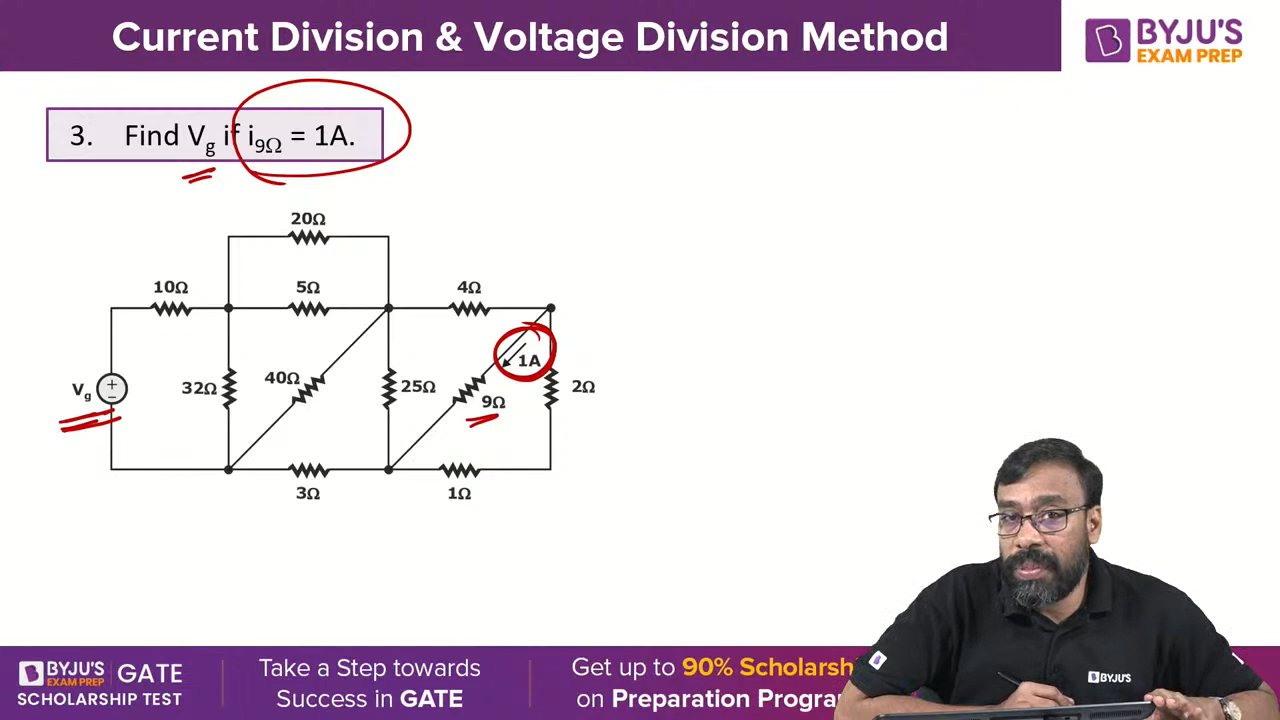 Current Division & Voltage Division Method
BYJU'S
EXAM PREP
3. Find Vg if i9Ω = 1A.
20Ω
10Ω
5Ω
4Ω
1A
Vg
+
−
32Ω
40Ω
25Ω
9Ω
2Ω
3Ω
1Ω
BYJU'S
BYJU'S
EXAM PREP
GATE
SCHOLARSHIP TEST
Take a Step towards
Success in GATE
Get up to 90% Scholarsh
on Preparation Program